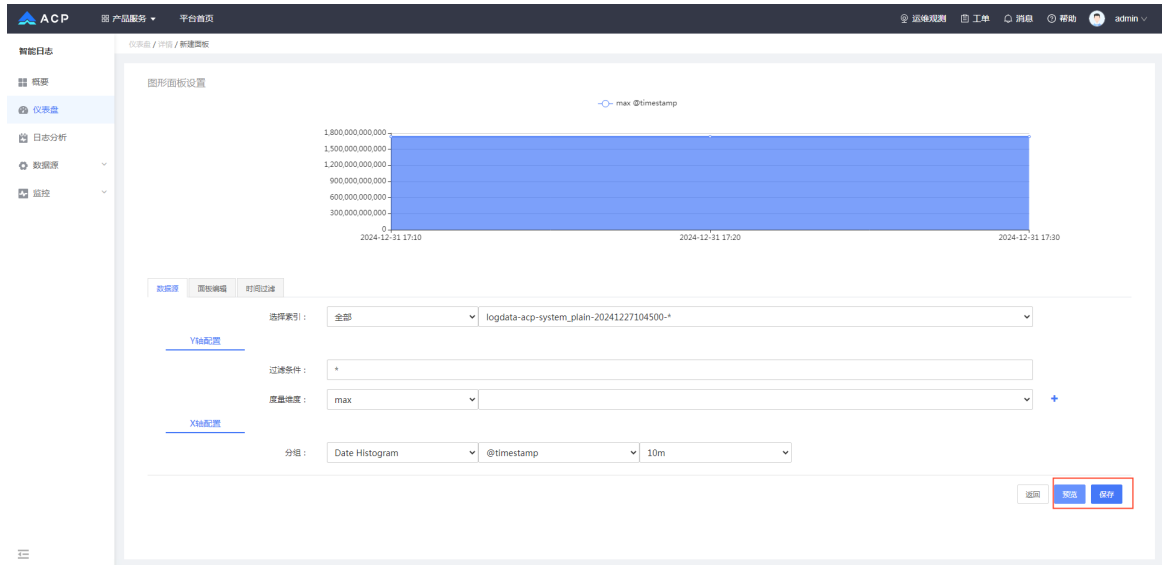 ACP 产品服务 平台首页 运维观测 工单 消息 帮助 admin
智能日志
仪表盘 / 详情 / 新建面板
概要
仪表盘
日志分析
数据源
监控
图形面板设置
max @timestamp
1,800,000,000,000
1,500,000,000,000
1,200,000,000,000
900,000,000,000
600,000,000,000
300,000,000,000
0
2024-12-31 17:10 2024-12-31 17:20 2024-12-31 17:30
数据源 面板编辑 时间过滤
选择索引： 全部 logdata-acp-system_plain-20241227104500-*
Y轴配置
过滤条件： *
度量维度： max
X轴配置
分组： Date Histogram @timestamp 10m
返回 预览 保存